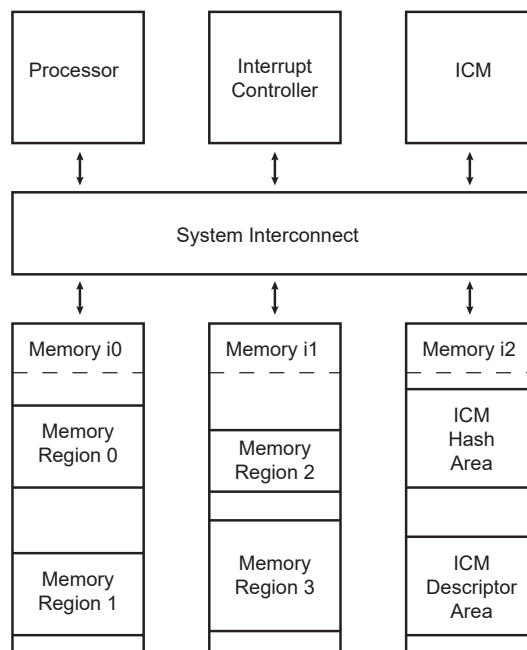 Processor
Interrupt
Controller
ICM
System Interconnect
Memory i0
Memory i1
Memory i2
Memory
Region 0
Memory
Region 2
ICM
Hash
Area
Memory
Region 1
Memory
Region 3
ICM
Descriptor
Area